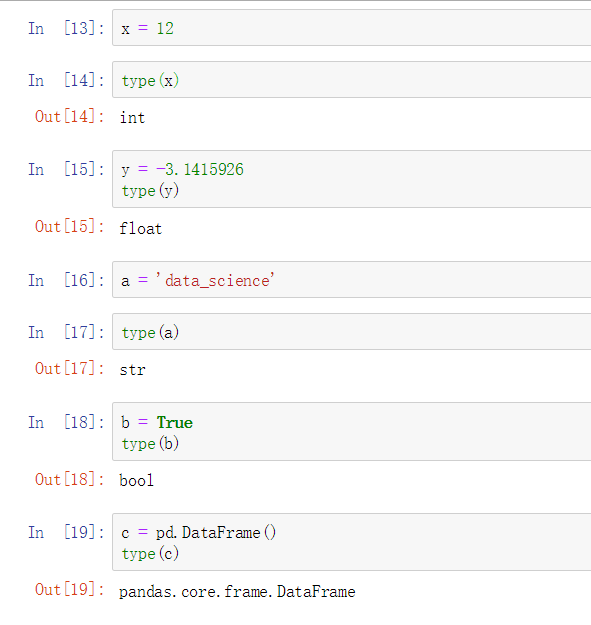 In [13]: x = 12
In [14]: type(x)
Out[14]: int
In [15]: y = -3.1415926
type(y)
Out[15]: float
In [16]: a = 'data_science'
In [17]: type(a)
Out[17]: str
In [18]: b = True
type(b)
Out[18]: bool
In [19]: c = pd.DataFrame()
type(c)
Out[19]: pandas.core.frame.DataFrame